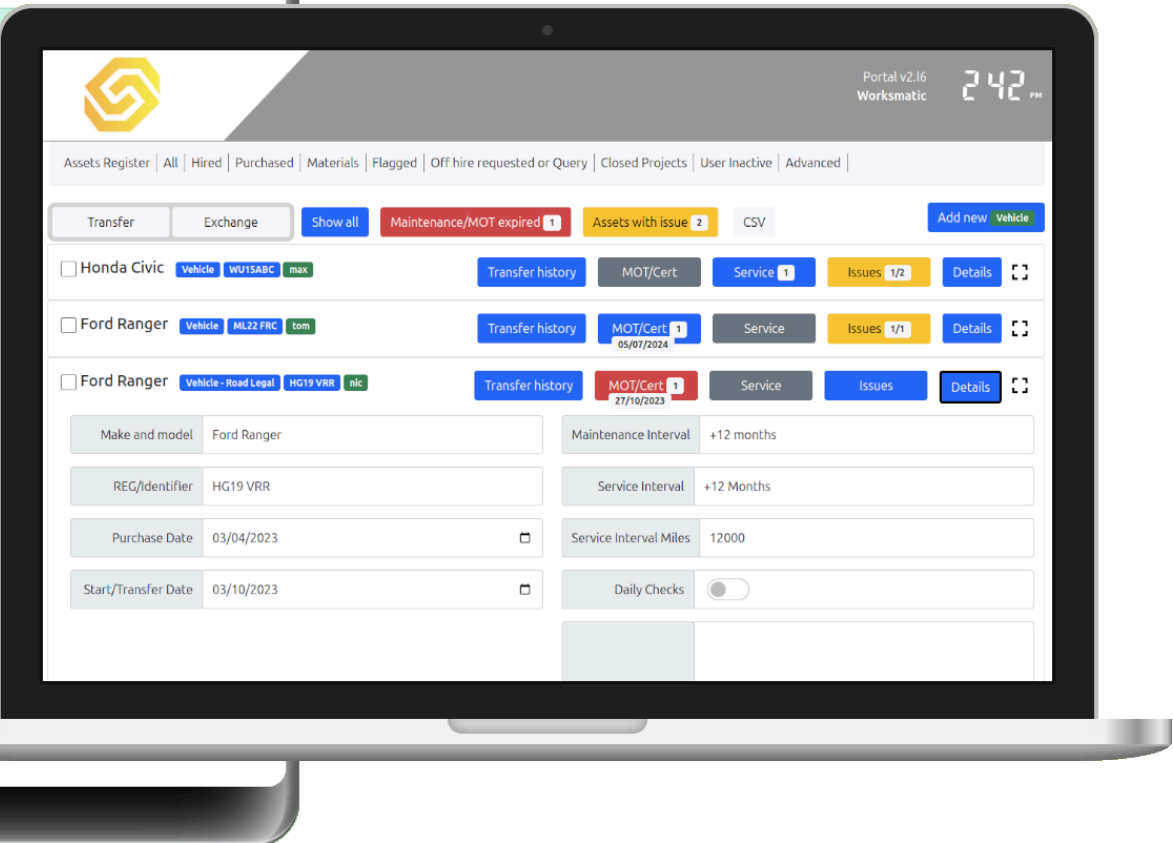 Portal v2.l6
Worksmatic
242 PM
Assets Register | All | Hired | Purchased | Materials | Flagged | Off hire requested or Query | Closed Projects | User Inactive | Advanced |
Transfer Exchange Show all Maintenance/MOT expired 1 Assets with issue 2 CSV Add new Vehicle
Honda Civic Vehicle WU15ABC max Transfer history MOT/Cert Service 1 Issues 1/2 Details
Ford Ranger Vehicle ML22 FRC tom Transfer history MOT/Cert 1 Service Issues 1/1 Details
05/07/2024
Ford Ranger Vehicle - Road Legal HG19 VRR nic Transfer history MOT/Cert 1 Service Issues Details
27/10/2023
Make and model Ford Ranger Maintenance Interval +12 months
REG/Identifier HG19 VRR Service Interval +12 Months
Purchase Date 03/04/2023 Service Interval Miles 12000
Start/Transfer Date 03/10/2023 Daily Checks